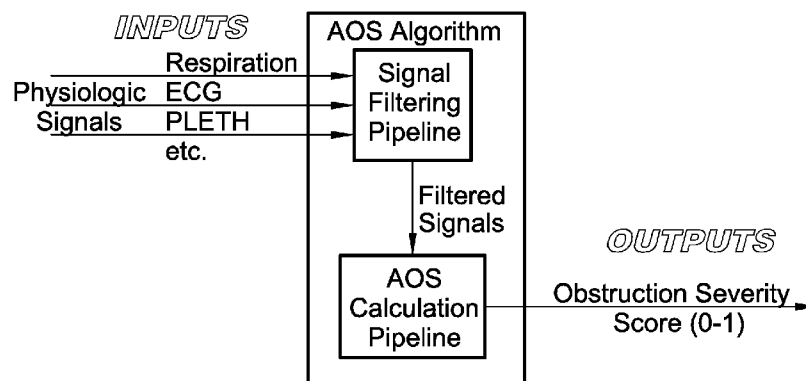 INPUTS
AOS Algorithm
Respiration
Physiologic ECG
Signals PLETH
etc.
Signal
Filtering
Pipeline
Filtered
Signals
OUTPUTS
AOS
Calculation
Pipeline
Obstruction Severity
Score (0-1)